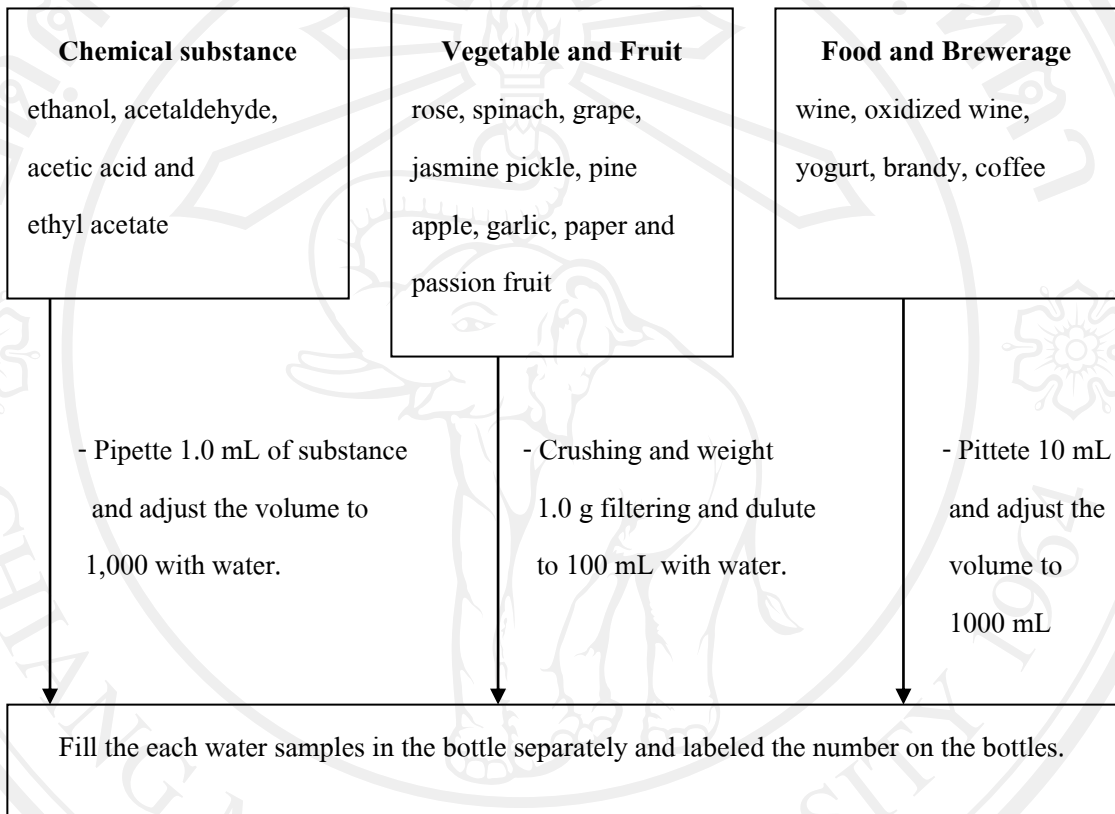 Chemical substance
ethanol, acetaldehyde,
acetic acid and
ethyl acetate
Vegetable and Fruit
rose, spinach, grape,
jasmine pickle, pine
apple, garlic, paper and
passion fruit
Food and Brewerage
wine, oxidized wine,
yogurt, brandy, coffee
- Pipette 1.0 mL of substance
and adjust the volume to
1,000 with water.
- Crushing and weight
1.0 g filtering and dulute
to 100 mL with water.
- Pittete 10 mL
and adjust the
volume to
1000 mL
Fill the each water samples in the bottle separately and labeled the number on the bottles.
CHIANG M
SITY 1964